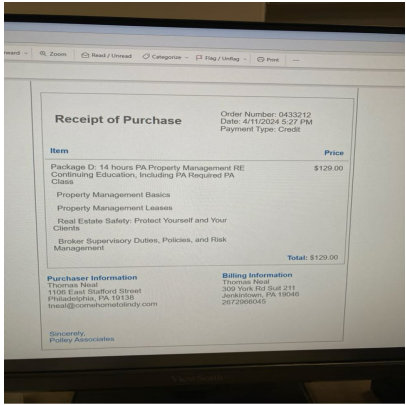 Zoom Read / Unread Categorize Flag / Unflag Print ...
Receipt of Purchase
Order Number: 0433212
Date: 4/11/2024 5:27 PM
Payment Type: Credit
Item Price
Package D: 14 hours PA Property Management RE $129.00
Continuing Education, Including PA Required PA
Class
Property Management Basics
Property Management Leases
Real Estate Safety: Protect Yourself and Your
Clients
Broker Supervisory Duties, Policies, and Risk
Management
Total: $129.00
Purchaser Information
Thomas Neal
1106 East Stafford Street
Philadelphia, PA 19138
tneal@comehometolindy.com
Billing Information
Thomas Neal
309 York Rd Suit 211
Jenkintown, PA 19046
2672966045
Sincerely,
Polley Associates